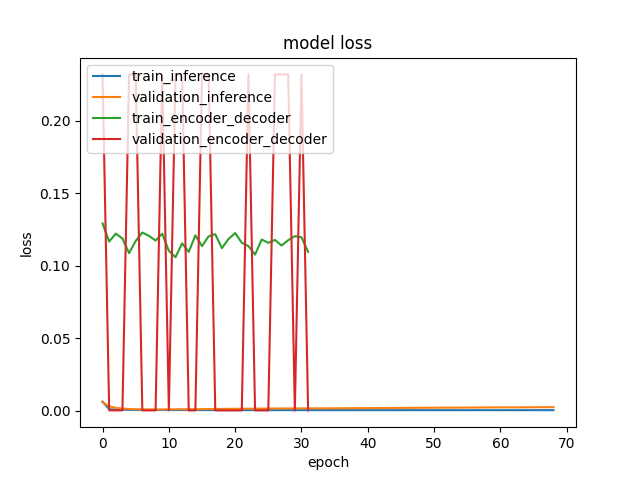 model loss
train_inference
validation_inference
train_encoder_decoder
validation_encoder_decoder
0.20
0.15
0.10
0.05
0.00
loss
0 10 20 30 40 50 60 70
epoch